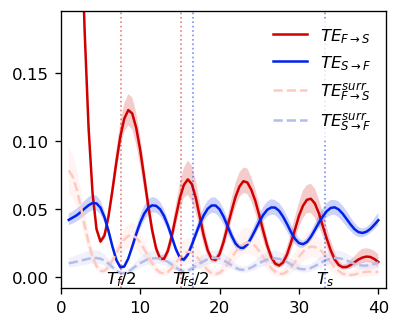 TE_{F→S}
TE_{S→F}
TE^{surr}_{F→S}
TE^{surr}_{S→F}
0.15
0.10
0.05
0.00
T_f/2
T_f
T_s/2
T_s
0
10
20
30
40